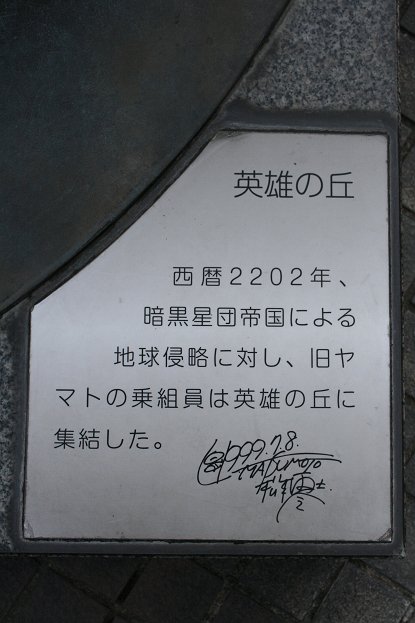 英雄の丘
西暦2202年、
暗黒星団帝国による
地球侵略に対し、旧ヤ
マトの乗組員は英雄の丘に
集結した。
1999.7.8.
MATSUMOTO